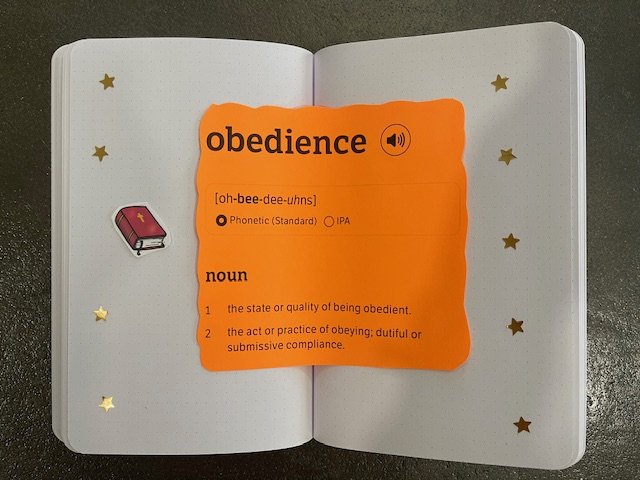 obedience
[oh-bee-dee-uhns]
Phonetic (Standard) IPA
noun
1 the state or quality of being obedient.
2 the act or practice of obeying; dutiful or
submissive compliance.